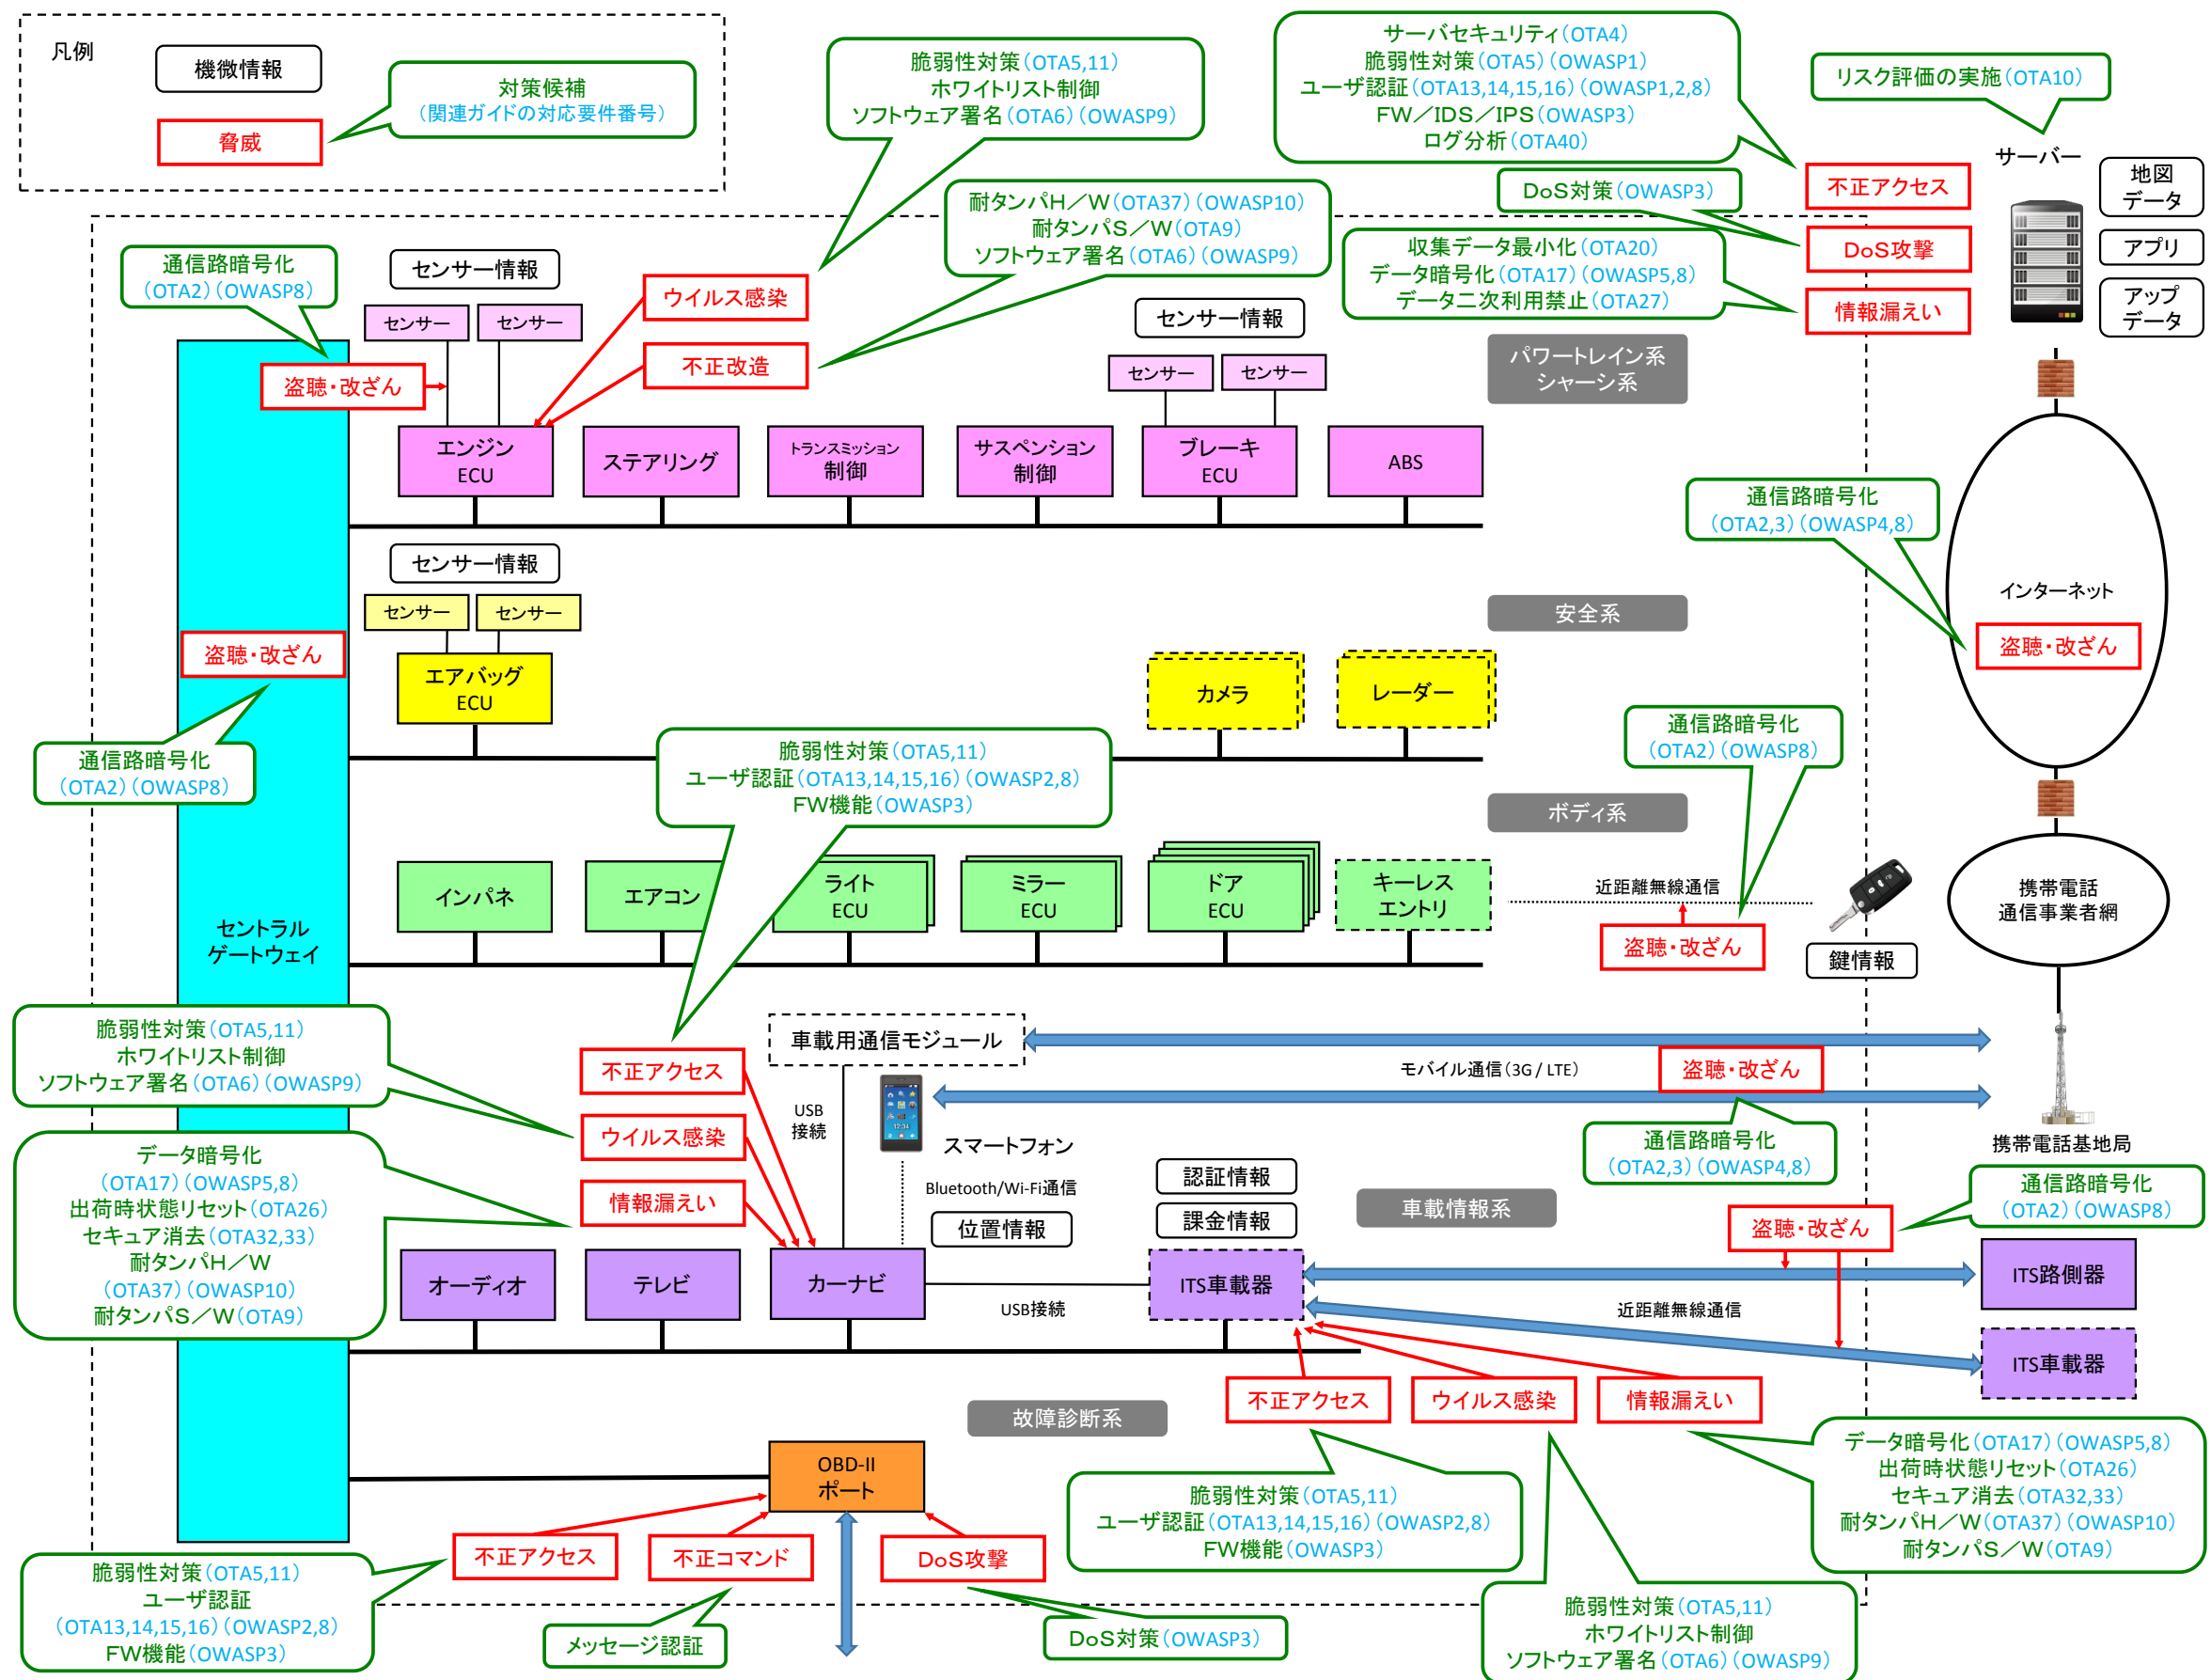 凡例
機微情報
対策候補
(関連ガイドの対応要件番号)
脅威
脆弱性対策(OTA5,11)
ホワイトリスト制御
ソフトウェア署名(OTA6)(OWASP9)
サーバセキュリティ(OTA4)
脆弱性対策(OTA5)(OWASP1)
ユーザ認証(OTA13,14,15,16)(OWASP1,2,8)
FW/IDS/IPS(OWASP3)
ログ分析(OTA40)
リスク評価の実施(OTA10)
サーバー
地図
データ
アプリ
アップ
データ
不正アクセス
DoS対策(OWASP3)
DoS攻撃
収集データ最小化(OTA20)
データ暗号化(OTA17)(OWASP5,8)
データ二次利用禁止(OTA27)
情報漏えい
耐タンパH/W(OTA37)(OWASP10)
耐タンパS/W(OTA9)
ソフトウェア署名(OTA6)(OWASP9)
通信路暗号化
(OTA2)(OWASP8)
センサー情報
センサー
センサー
ウイルス感染
不正改造
盗聴・改ざん
センサー情報
センサー
センサー
パワートレイン系
シャーシ系
エンジン
ECU
ステアリング
トランスミッション
制御
サスペンション
制御
ブレーキ
ECU
ABS
通信路暗号化
(OTA2,3)(OWASP4,8)
インターネット
盗聴・改ざん
センサー情報
センサー
センサー
安全系
盗聴・改ざん
エアバッグ
ECU
カメラ
レーダー
通信路暗号化
(OTA2)(OWASP8)
脆弱性対策(OTA5,11)
ユーザ認証(OTA13,14,15,16)(OWASP2,8)
FW機能(OWASP3)
通信路暗号化
(OTA2)(OWASP8)
ボディ系
セントラル
ゲートウェイ
インパネ
エアコン
ライト
ECU
ミラー
ECU
ドア
ECU
キーレス
エントリ
近距離無線通信
盗聴・改ざん
鍵情報
携帯電話
通信事業者網
脆弱性対策(OTA5,11)
ホワイトリスト制御
ソフトウェア署名(OTA6)(OWASP9)
車載用通信モジュール
不正アクセス
ウイルス感染
情報漏えい
USB
接続
モバイル通信(3G / LTE)
盗聴・改ざん
通信路暗号化
(OTA2,3)(OWASP4,8)
携帯電話基地局
12:34
スマートフォン
Bluetooth/Wi-Fi通信
位置情報
認証情報
課金情報
車載情報系
データ暗号化
(OTA17)(OWASP5,8)
出荷時状態リセット(OTA26)
セキュア消去(OTA32,33)
耐タンパH/W
(OTA37)(OWASP10)
耐タンパS/W(OTA9)
通信路暗号化
(OTA2)(OWASP8)
盗聴・改ざん
オーディオ
テレビ
カーナビ
USB接続
ITS車載器
近距離無線通信
ITS路側器
ITS車載器
不正アクセス
ウイルス感染
情報漏えい
故障診断系
OBD-II
ポート
脆弱性対策(OTA5,11)
ユーザ認証(OTA13,14,15,16)(OWASP2,8)
FW機能(OWASP3)
データ暗号化(OTA17)(OWASP5,8)
出荷時状態リセット(OTA26)
セキュア消去(OTA32,33)
耐タンパH/W(OTA37)(OWASP10)
耐タンパS/W(OTA9)
不正アクセス
不正コマンド
DoS攻撃
脆弱性対策(OTA5,11)
ユーザ認証
(OTA13,14,15,16)(OWASP2,8)
FW機能(OWASP3)
メッセージ認証
DoS対策(OWASP3)
脆弱性対策(OTA5,11)
ホワイトリスト制御
ソフトウェア署名(OTA6)(OWASP9)